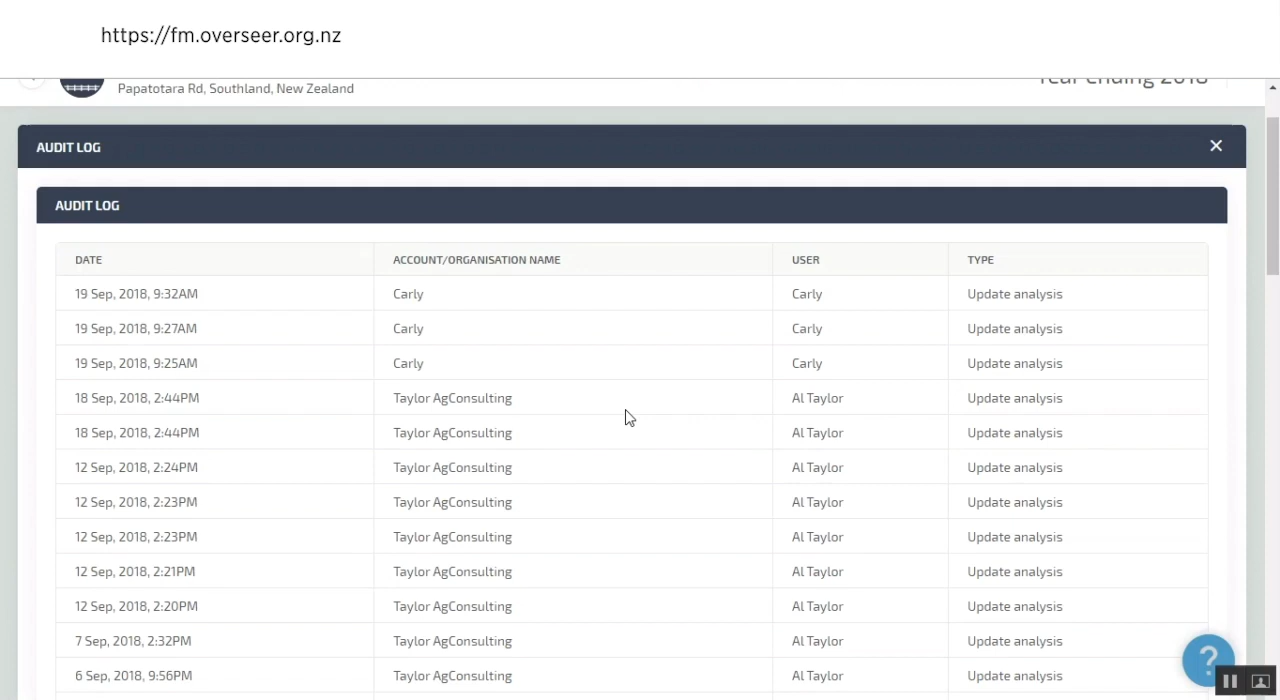 https://fm.overseer.org.nz
Papatotara Rd, Southland, New Zealand
Year ending 2018
AUDIT LOG
AUDIT LOG
DATE ACCOUNT/ORGANISATION NAME USER TYPE
19 Sep, 2018, 9:32AM Carly Carly Update analysis
19 Sep, 2018, 9:27AM Carly Carly Update analysis
19 Sep, 2018, 9:25AM Carly Carly Update analysis
18 Sep, 2018, 2:44PM Taylor AgConsulting Al Taylor Update analysis
18 Sep, 2018, 2:44PM Taylor AgConsulting Al Taylor Update analysis
12 Sep, 2018, 2:24PM Taylor AgConsulting Al Taylor Update analysis
12 Sep, 2018, 2:23PM Taylor AgConsulting Al Taylor Update analysis
12 Sep, 2018, 2:23PM Taylor AgConsulting Al Taylor Update analysis
12 Sep, 2018, 2:21PM Taylor AgConsulting Al Taylor Update analysis
12 Sep, 2018, 2:20PM Taylor AgConsulting Al Taylor Update analysis
7 Sep, 2018, 2:32PM Taylor AgConsulting Al Taylor Update analysis
6 Sep, 2018, 9:56PM Taylor AgConsulting Al Taylor Update analysis
?